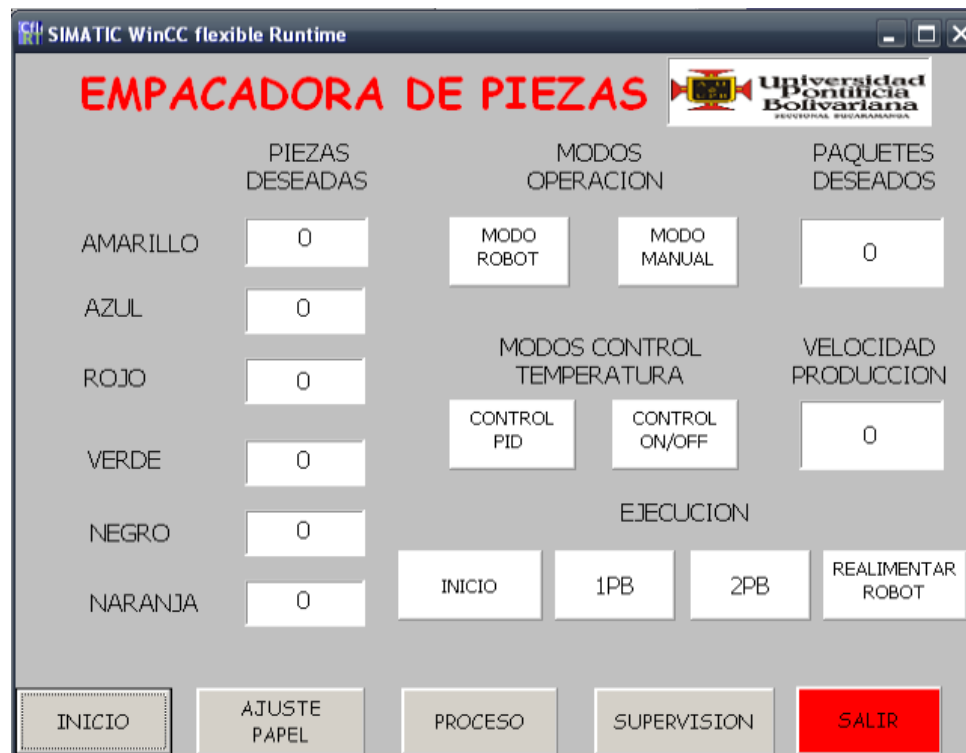 SIMATIC WinCC flexible Runtime
EMPACADORA DE PIEZAS
Universidad
Pontificia
Bolivariana
SECCIONAL BUCARAMANGA
PIEZAS
DESEADAS
MODOS
OPERACION
PAQUETES
DESEADOS
AMARILLO
0
MODO
ROBOT
MODO
MANUAL
0
AZUL
0
ROJO
0
MODOS CONTROL
TEMPERATURA
VELOCIDAD
PRODUCCION
CONTROL
PID
CONTROL
ON/OFF
0
VERDE
0
NEGRO
0
EJECUCION
NARANJA
0
INICIO
1PB
2PB
REALIMENTAR
ROBOT
INICIO
AJUSTE
PAPEL
PROCESO
SUPERVISION
SALIR